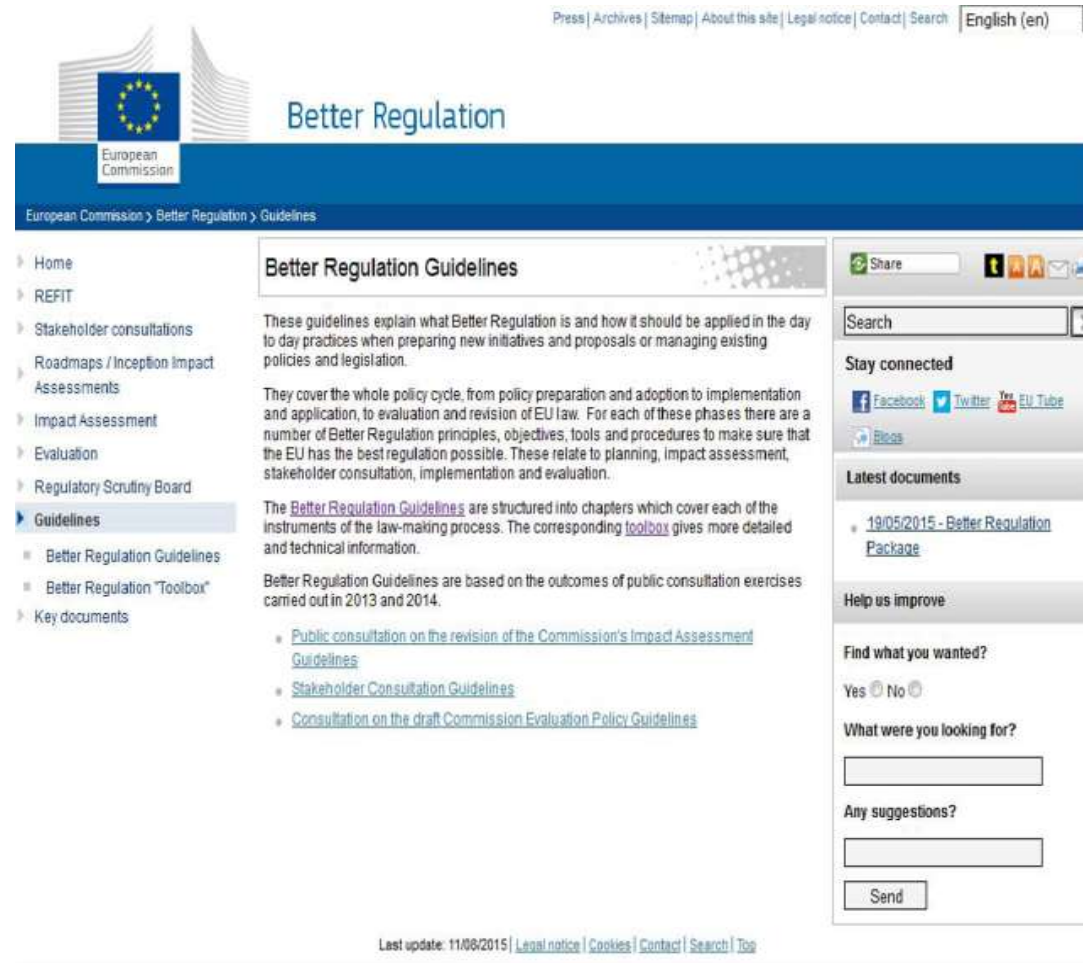 Press | Archives | Sitemap | About this site | Legal notice | Contact | Search English (en)
European
Commission
Better Regulation
European Commission > Better Regulation > Guidelines
Home
REFIT
Stakeholder consultations
Roadmaps / Inception Impact
Assessments
Impact Assessment
Evaluation
Regulatory Scrutiny Board
Guidelines
Better Regulation Guidelines
Better Regulation "Toolbox"
Key documents
Better Regulation Guidelines
These guidelines explain what Better Regulation is and how it should be applied in the day
to day practices when preparing new initiatives and proposals or managing existing
policies and legislation.
They cover the whole policy cycle, from policy preparation and adoption to implementation
and application, to evaluation and revision of EU law. For each of these phases there are a
number of Better Regulation principles, objectives, tools and procedures to make sure that
the EU has the best regulation possible. These relate to planning, impact assessment,
stakeholder consultation, implementation and evaluation.
The Better Regulation Guidelines are structured into chapters which cover each of the
instruments of the law-making process. The corresponding toolbox gives more detailed
and technical information.
Better Regulation Guidelines are based on the outcomes of public consultation exercises
carried out in 2013 and 2014.
Public consultation on the revision of the Commission's Impact Assessment
Guidelines
Stakeholder Consultation Guidelines
Consultation on the draft Commission Evaluation Policy Guidelines
Share t A A
Search
Stay connected
Facebook Twitter You Tube EU Tube
Blogs
Latest documents
19/05/2015 - Better Regulation
Package
Help us improve
Find what you wanted?
Yes No
What were you looking for?
Any suggestions?
Send
Last update: 11/08/2015 | Legal notice | Cookies | Contact | Search | Top